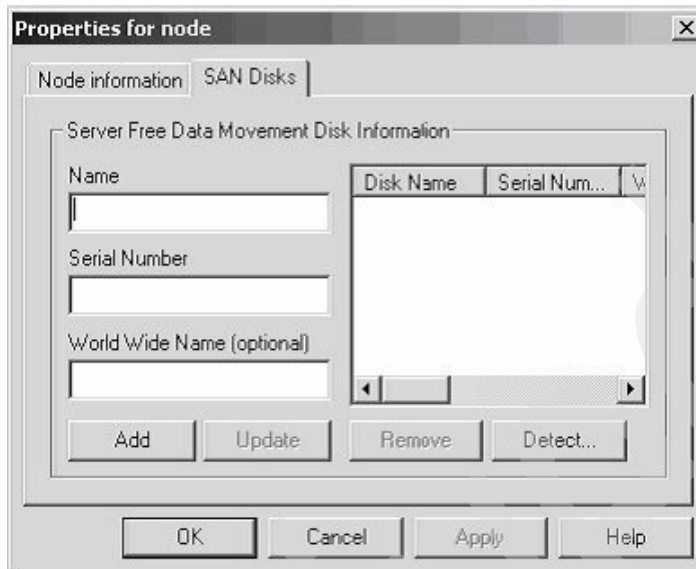 Properties for node
Node information
SAN Disks
Server Free Data Movement Disk Information
Name
Disk Name
Serial Num...
Serial Number
World Wide Name (optional)
Add
Update
Remove
Detect...
OK
Cancel
Apply
Help